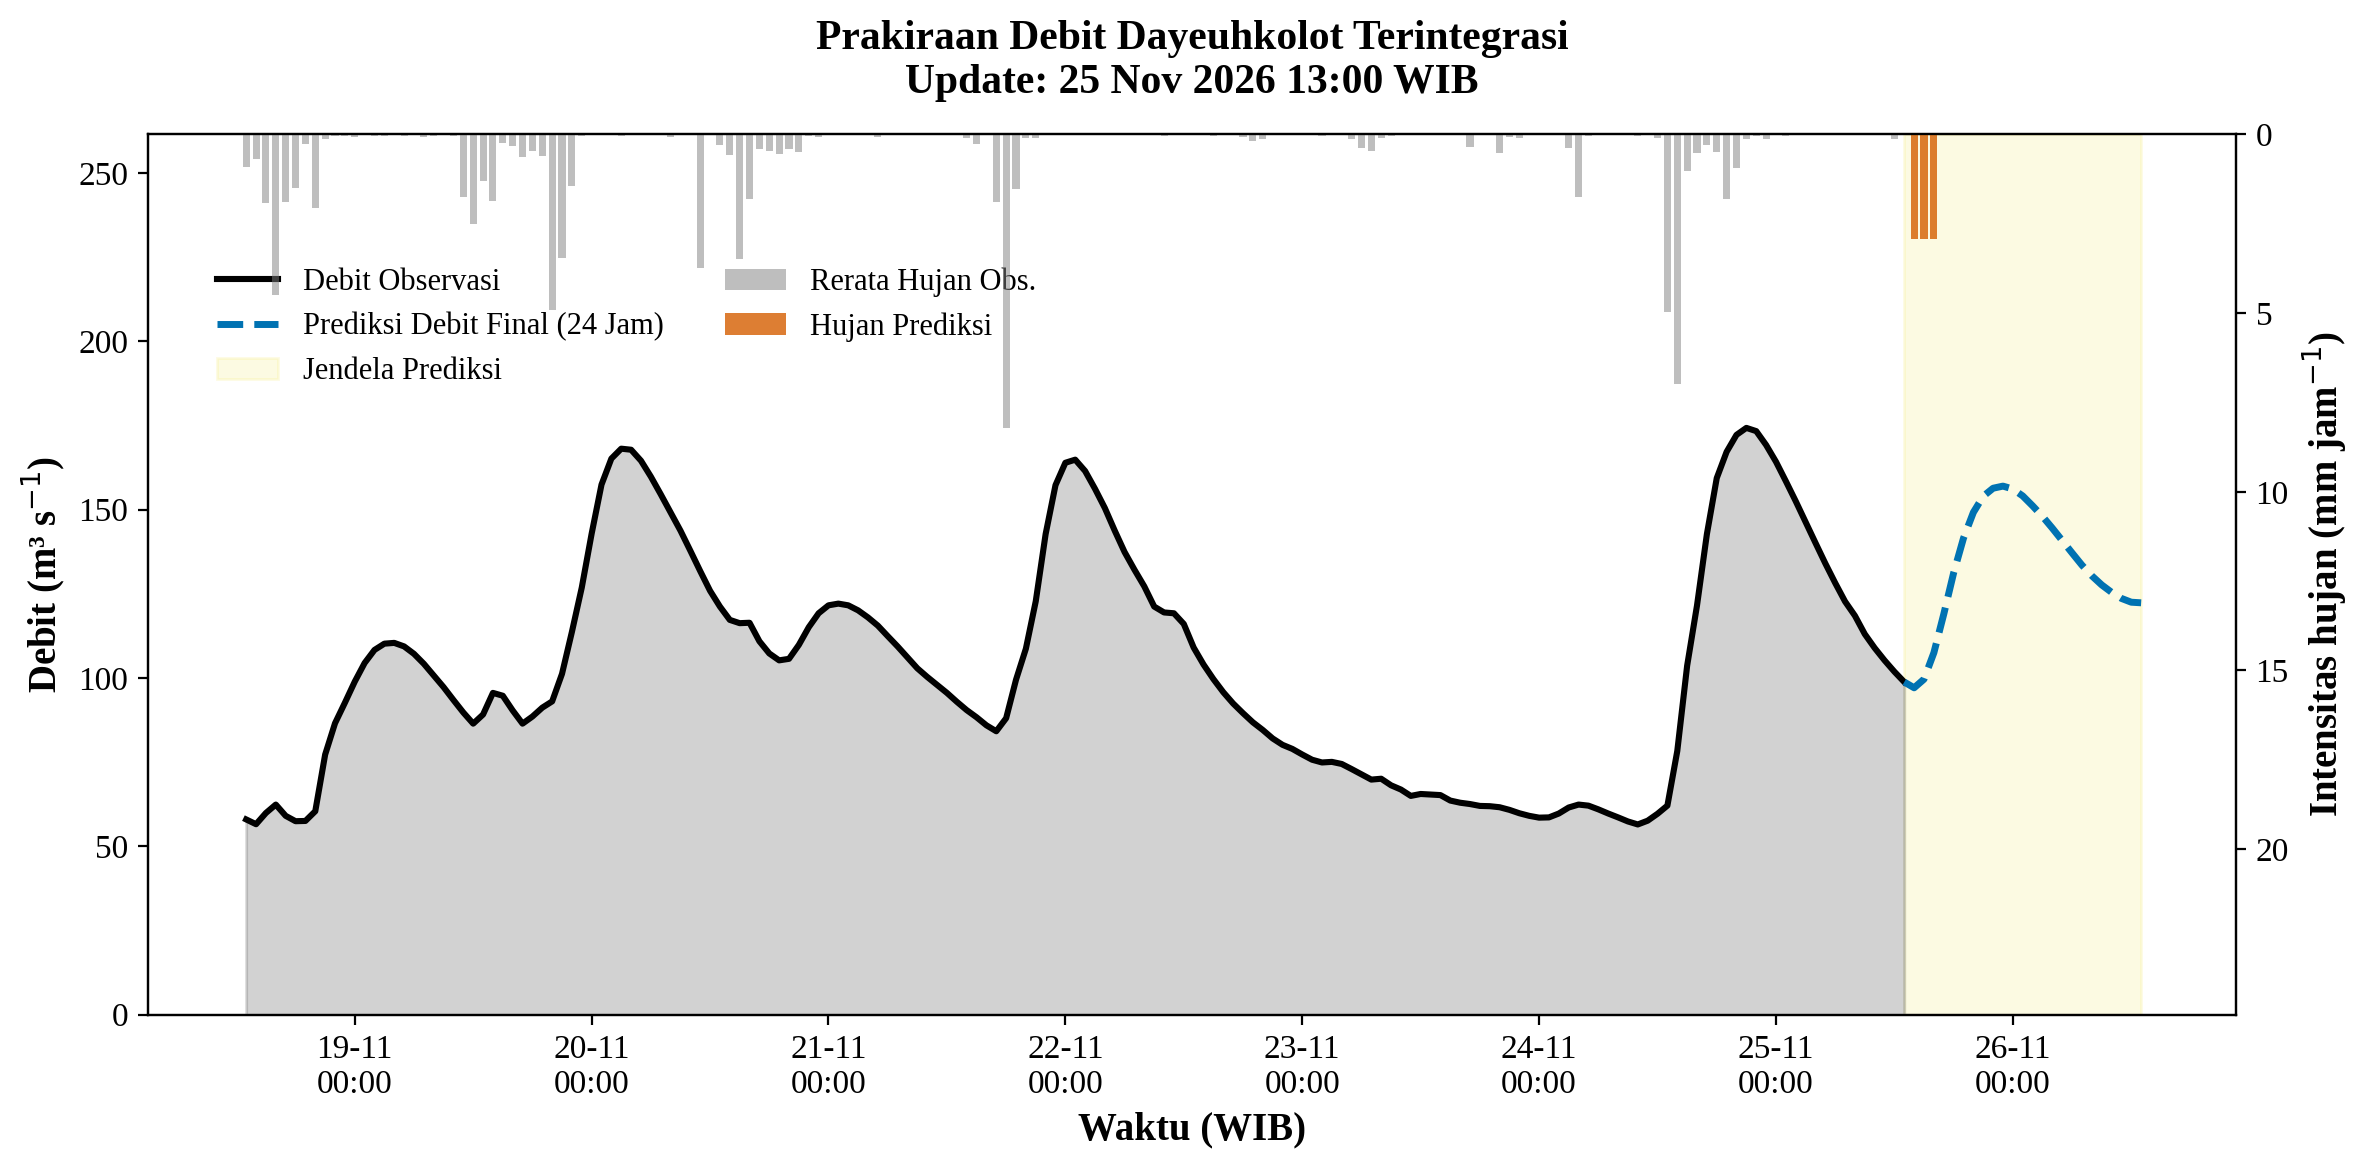 Prakiraan Debit Dayeuhkolot Terintegrasi
Update: 25 Nov 2026 13:00 WIB
Debit (m³ s⁻¹)
250
200
150
100
50
0
Debit Observasi
Prediksi Debit Final (24 Jam)
Jendela Prediksi
Rerata Hujan Obs.
Hujan Prediksi
0
5
10
15
20
Intensitas hujan (mm jam⁻¹)
19-11 20-11 21-11 22-11 23-11 24-11 25-11 26-11
00:00 00:00 00:00 00:00 00:00 00:00 00:00 00:00
Waktu (WIB)